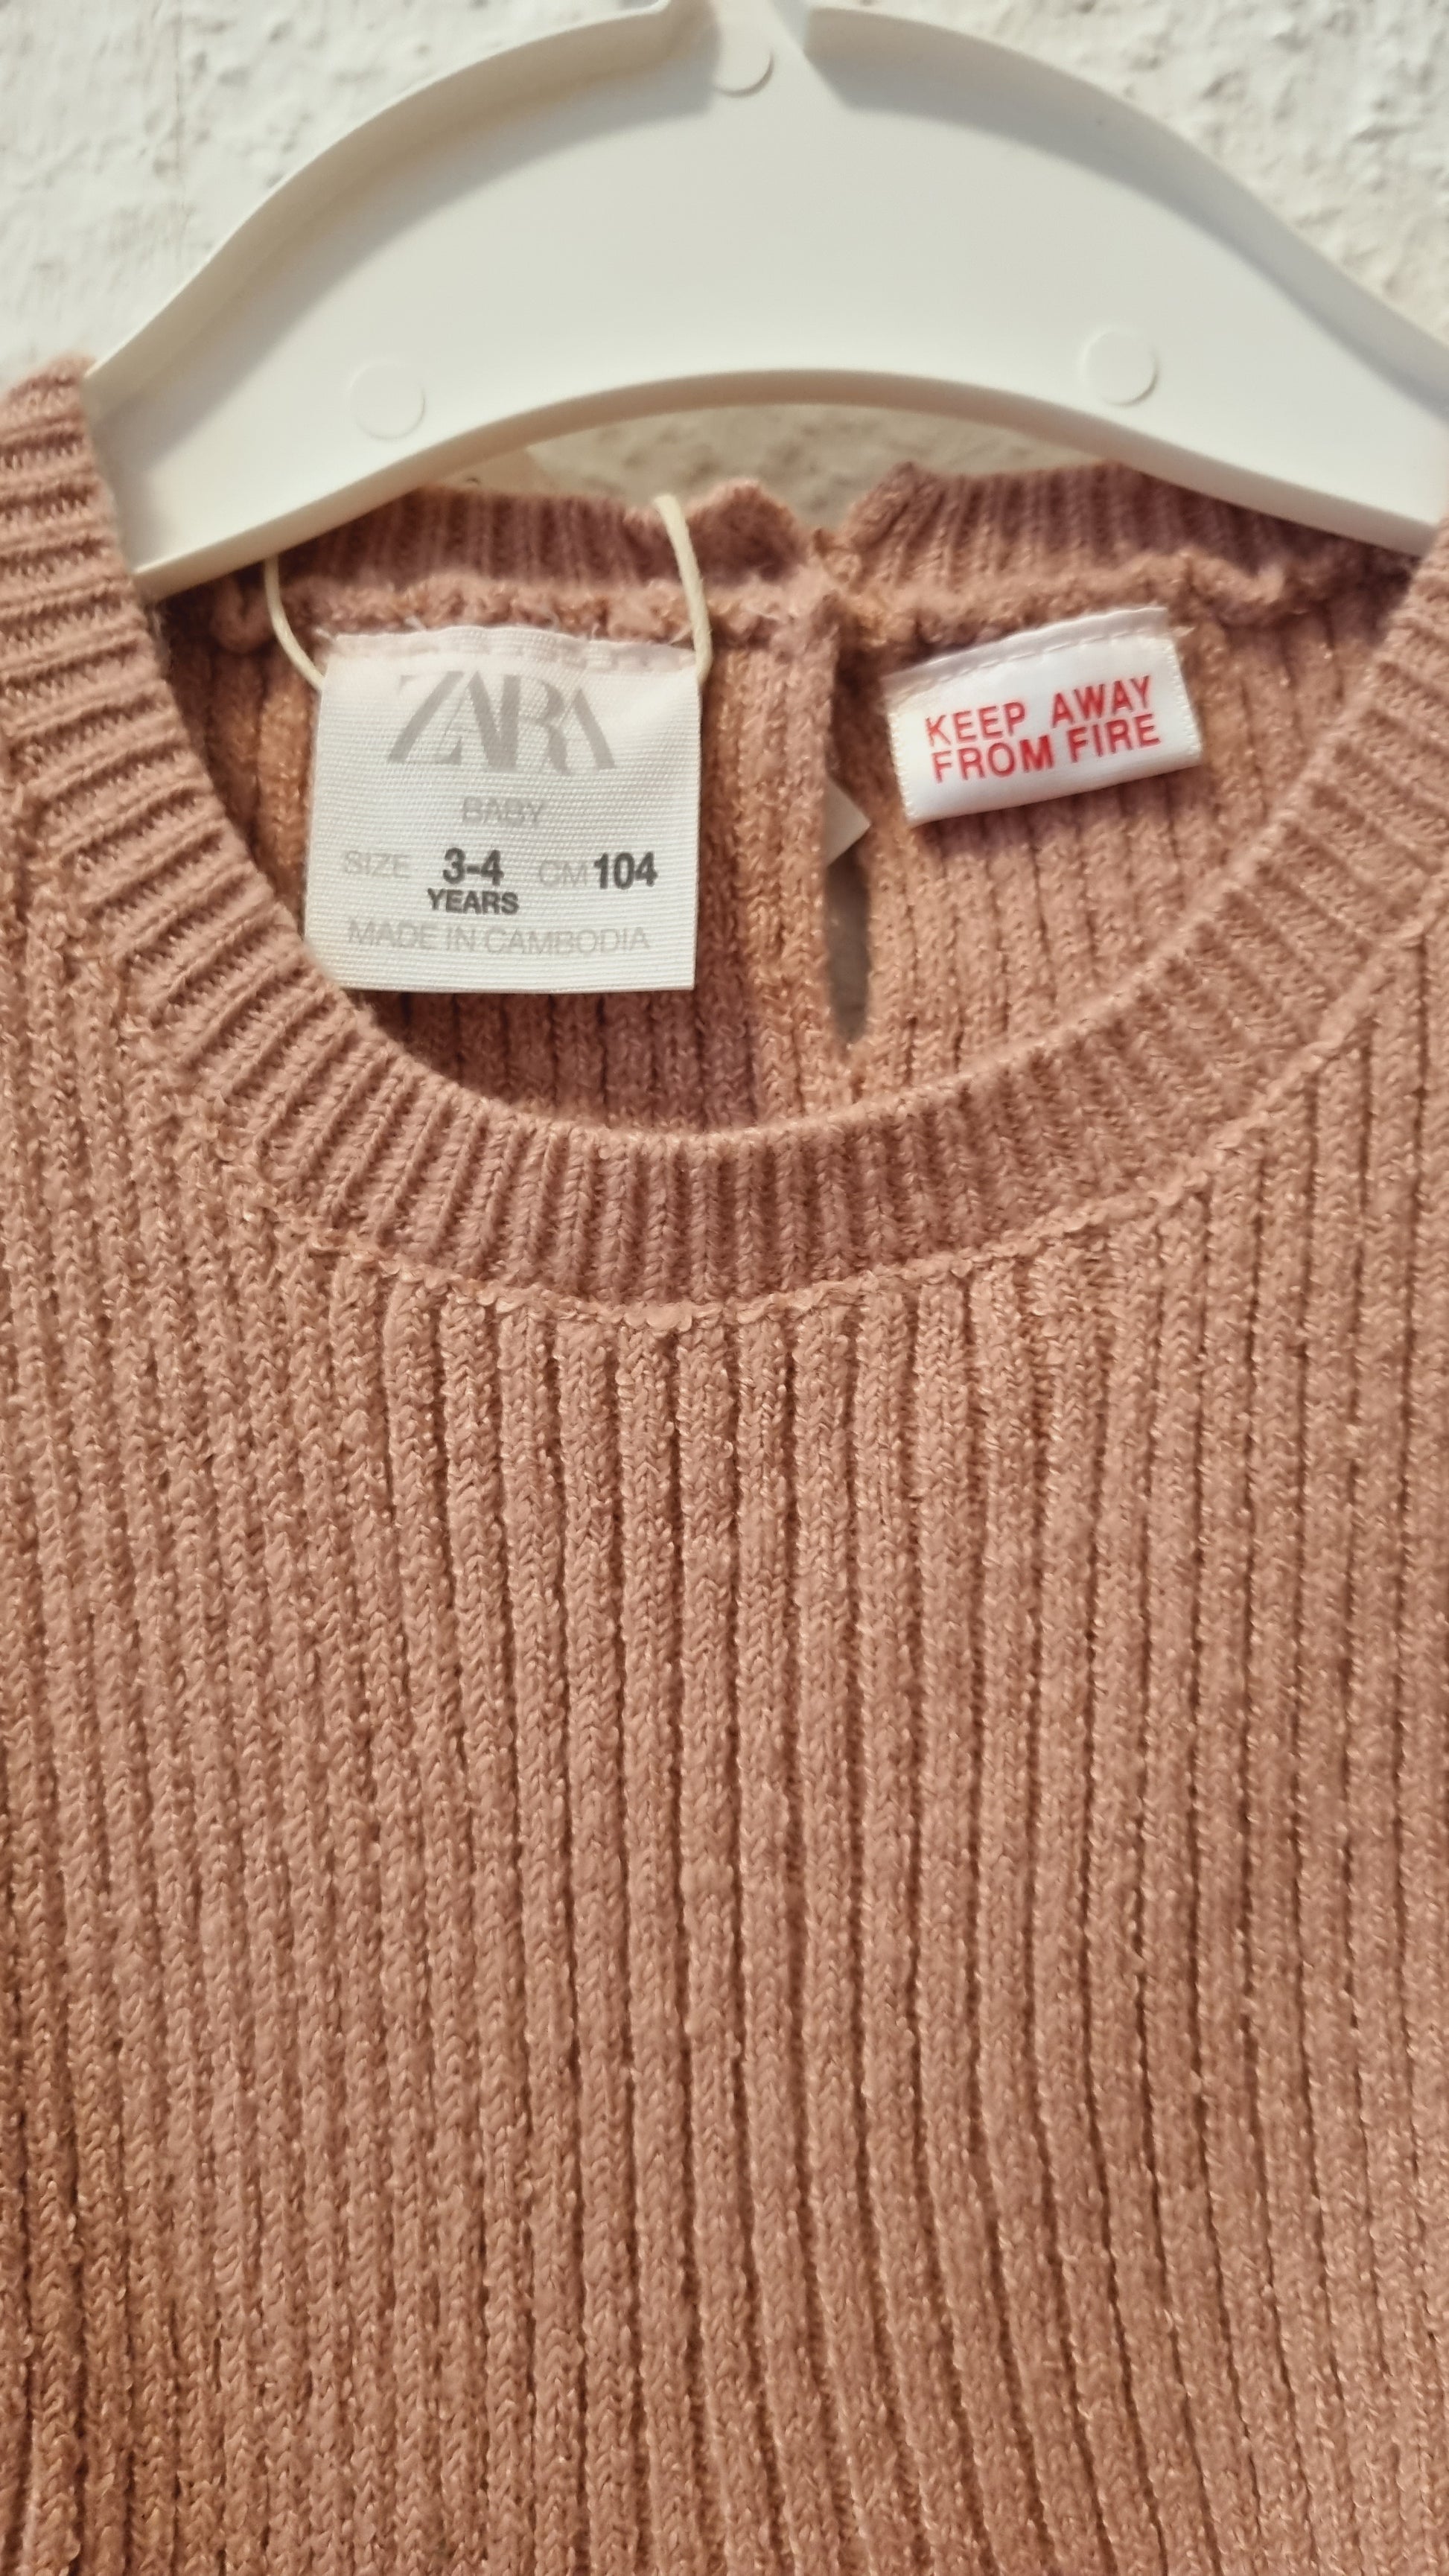 ZARA
BABY
SIZE 3-4 CM 104
YEARS
MADE IN CAMBODIA
KEEP AWAY
FROM FIRE